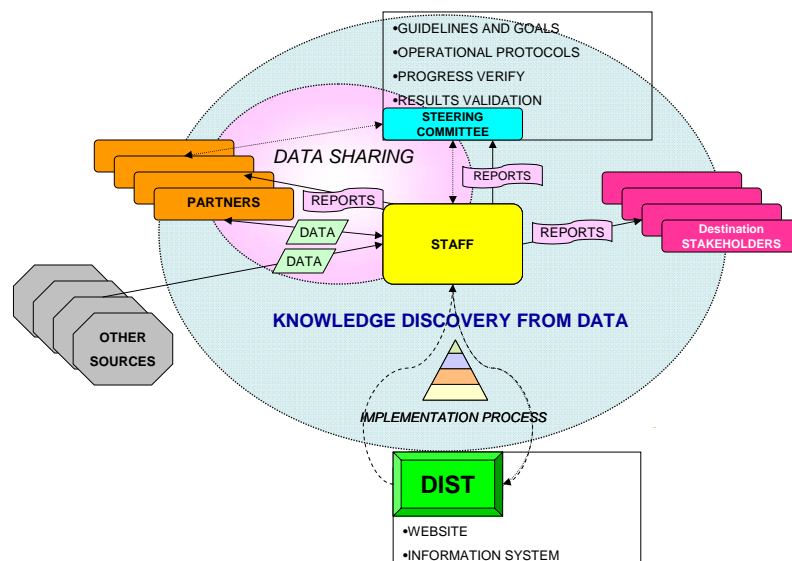 •GUIDELINES AND GOALS
•OPERATIONAL PROTOCOLS
•PROGRESS VERIFY
•RESULTS VALIDATION
STEERING
COMMITTEE
DATA SHARING
REPORTS
PARTNERS
REPORTS
DATA
STAFF
REPORTS
Destination
STAKEHOLDERS
DATA
OTHER
SOURCES
KNOWLEDGE DISCOVERY FROM DATA
IMPLEMENTATION PROCESS
DIST
•WEBSITE
•INFORMATION SYSTEM